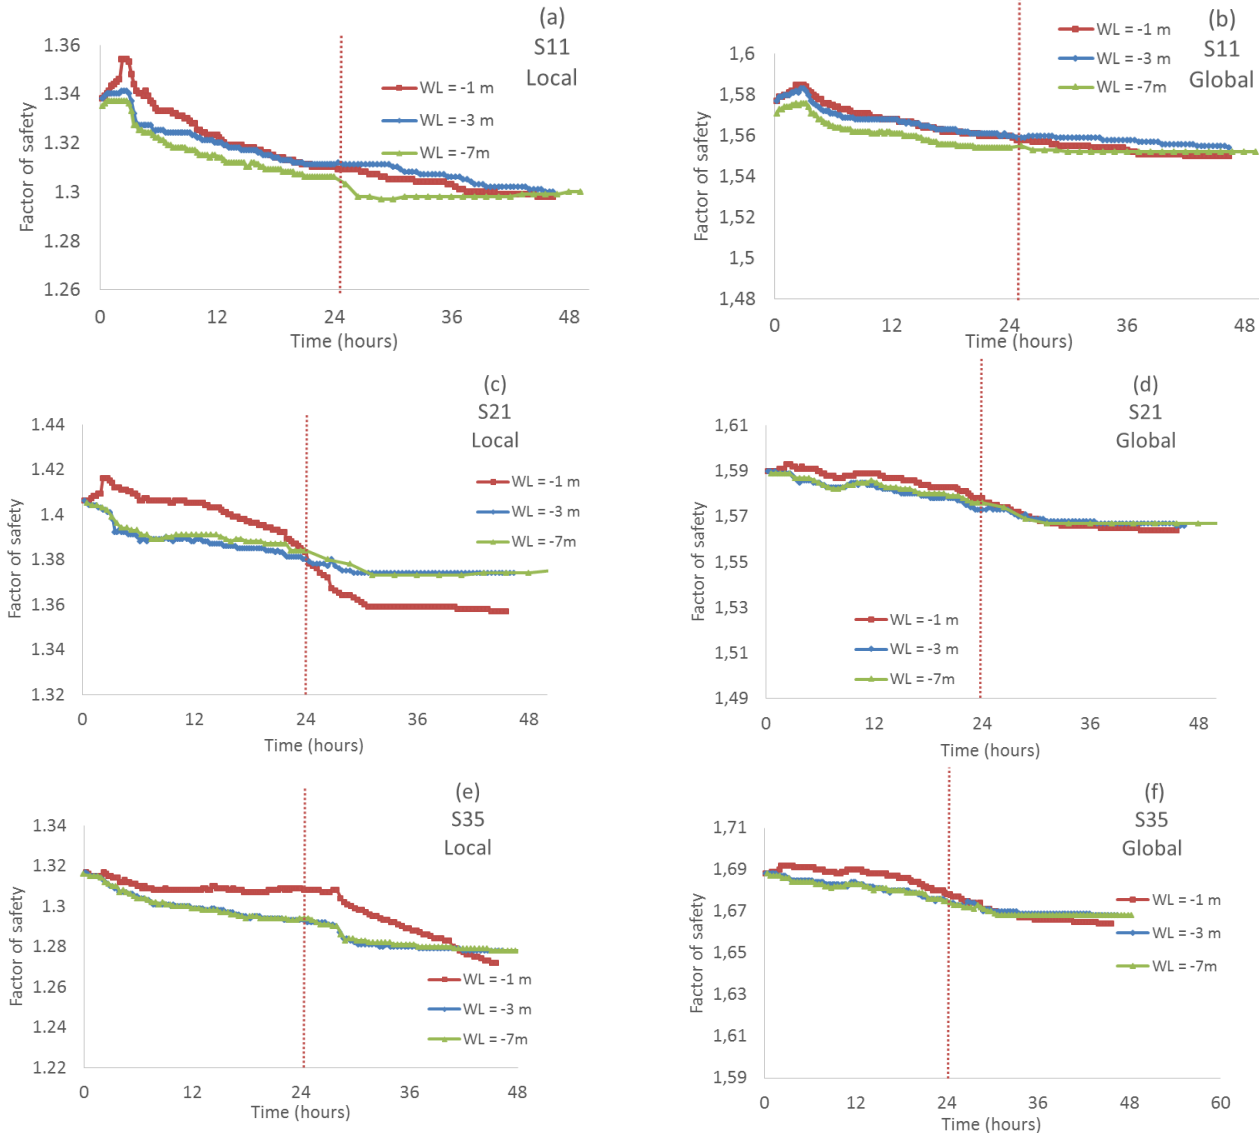 (a)
S11
Local
Factor of safety
1.36
1.34
1.32
1.3
1.28
1.26
WL = -1 m
WL = -3 m
WL = -7m
0 12 24 36 48
Time (hours)
(b)
S11
Global
WL = -1 m
WL = -3 m
WL = -7m
Factor of safety
1,6
1,58
1,56
1,54
1,52
1,5
1,48
0 12 24 36 48
Time (hours)
(c)
S21
Local
Factor of safety
1.44
1.42
1.4
1.38
1.36
1.34
1.32
WL = -1 m
WL = -3 m
WL = -7m
0 12 24 36 48
Time (hours)
(d)
S21
Global
Factor of safety
1,61
1,59
1,57
1,55
1,53
1,51
1,49
WL = -1 m
WL = -3 m
WL = -7m
0 12 24 36 48
Time (hours)
(e)
S35
Local
Factor of safety
1.34
1.32
1.3
1.28
1.26
1.24
1.22
WL = -1 m
WL = -3 m
WL = -7m
0 12 24 36 48
Time (hours)
(f)
S35
Global
Factor of safety
1,71
1,69
1,67
1,65
1,63
1,61
1,59
WL = -1 m
WL = -3 m
WL = -7m
0 12 24 36 48 60
Time (hours)